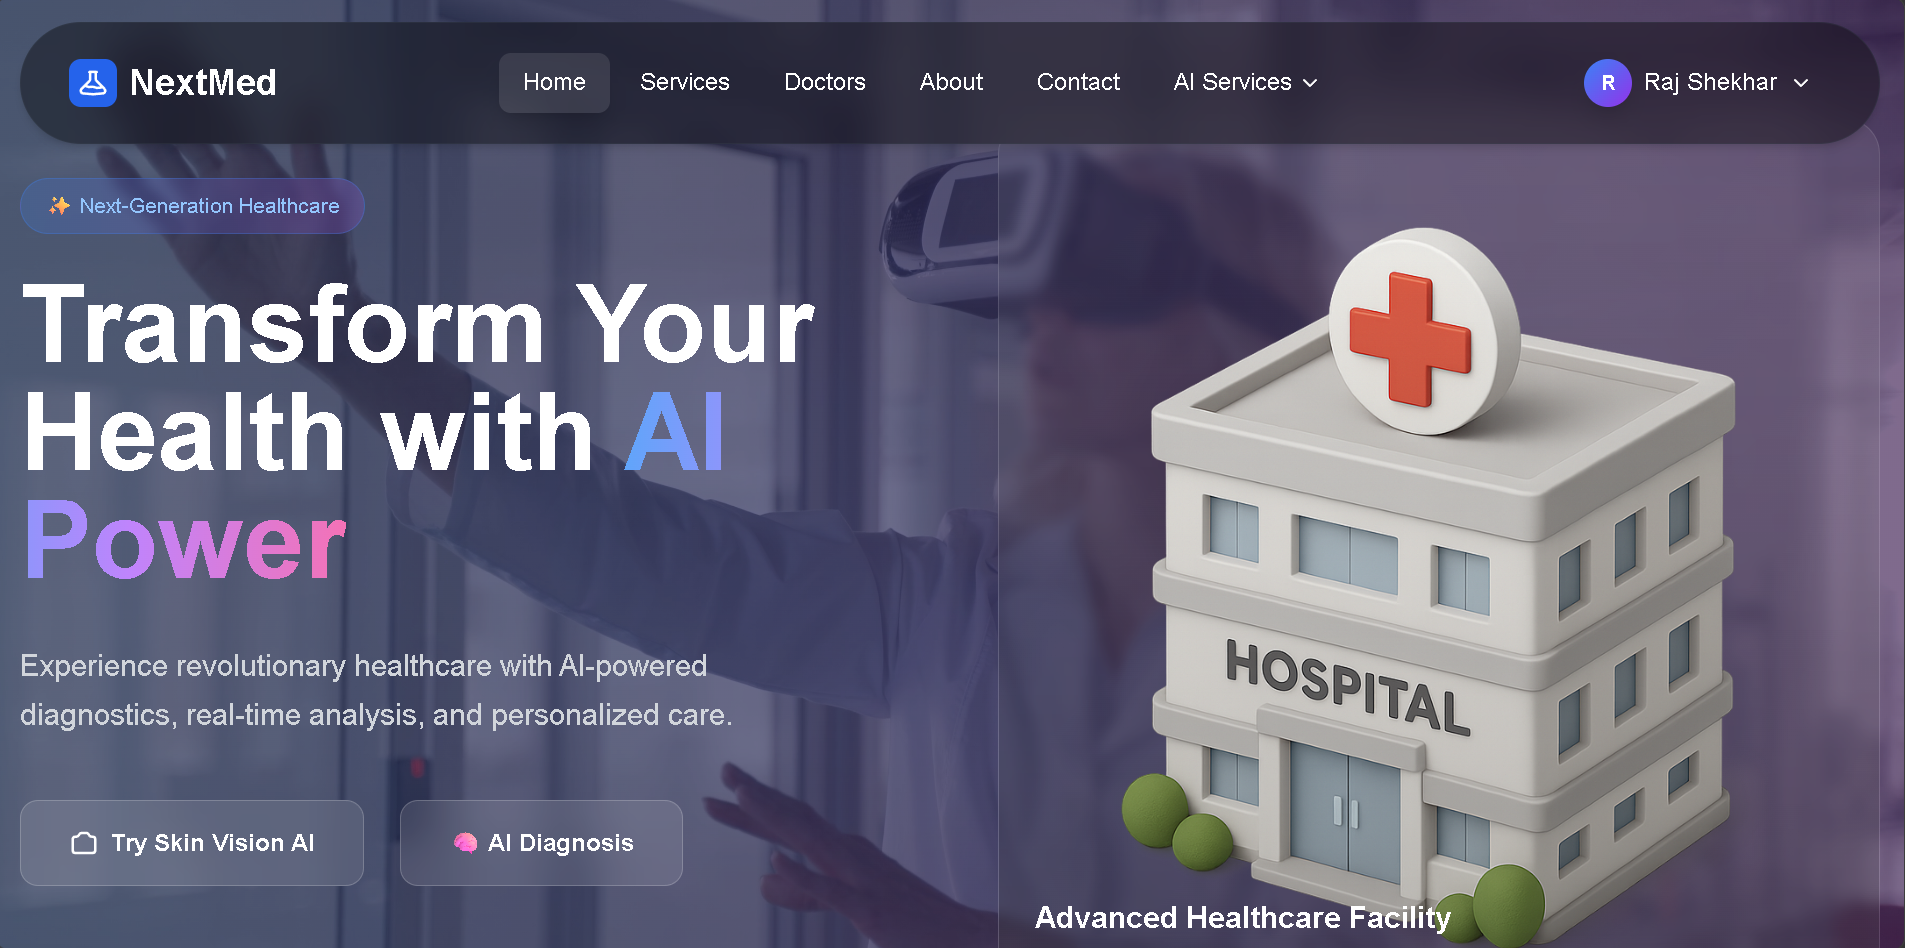 NextMed
Home
Services
Doctors
About
Contact
AI Services
R
Raj Shekhar
✨ Next-Generation Healthcare
Transform Your
Health with AI
Power
Experience revolutionary healthcare with AI-powered
diagnostics, real-time analysis, and personalized care.
Try Skin Vision AI
🧠 AI Diagnosis
HOSPITAL
Advanced Healthcare Facility